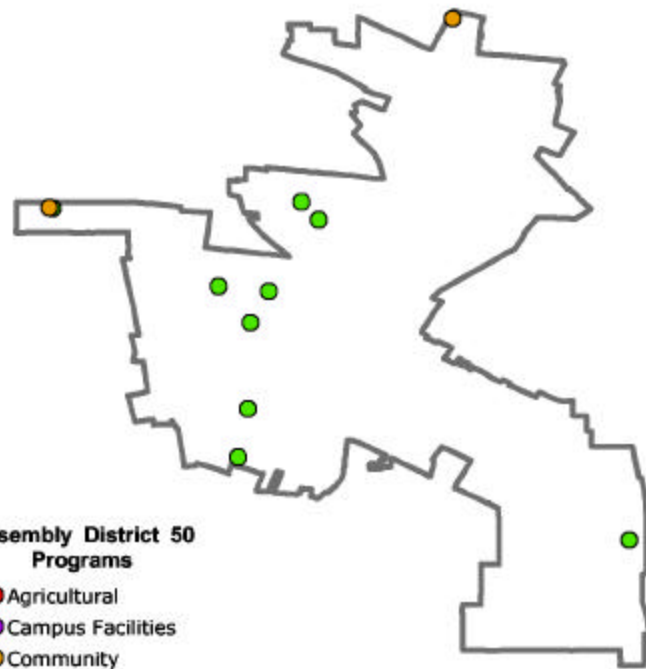 sembly District 50
Programs
Agricultural
Campus Facilities
Community